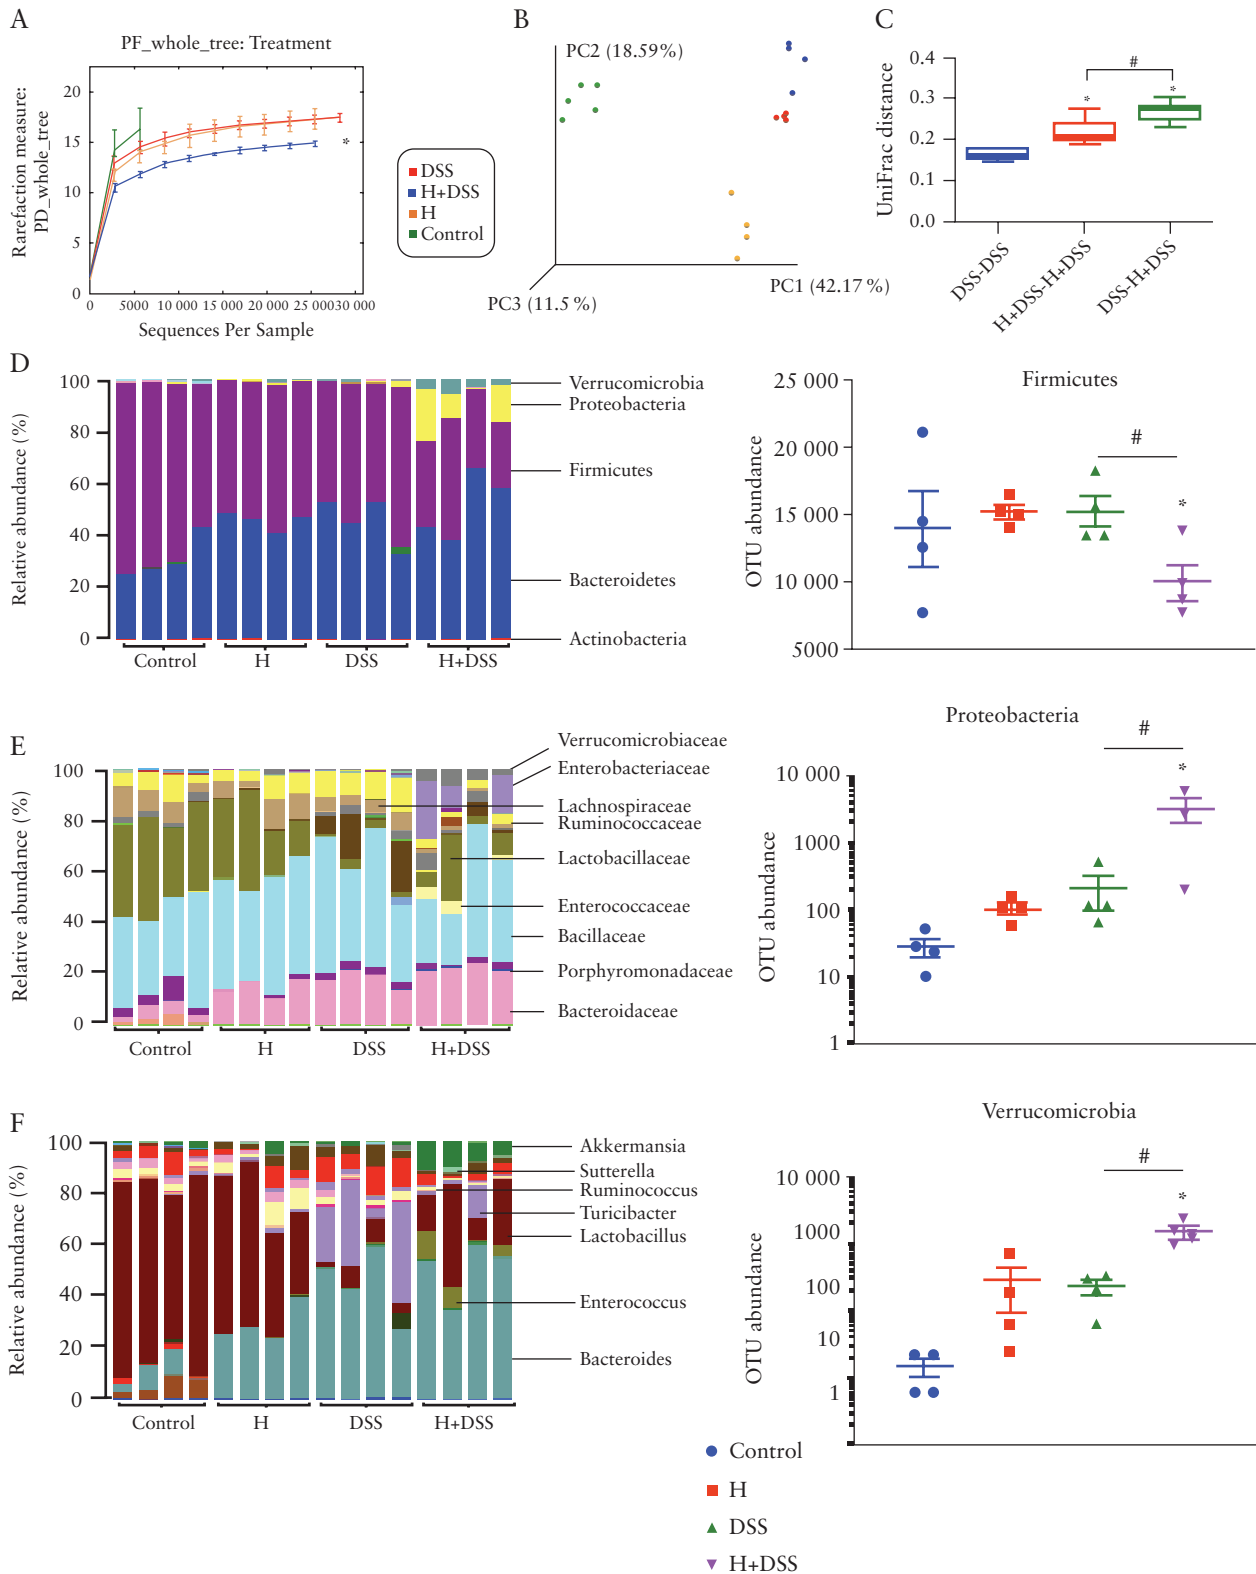 A
PF_whole_tree: Treatment
Rarefaction measure:
PD_whole_tree
20
15
10
5
0
0
5000
10 000
15 000
20 000
25 000
30 000
Sequences Per Sample
*
DSS
H+DSS
H
Control
B
PC2 (18.59%)
PC1 (42.17%)
PC3 (11.5%)
C
UniFrac distance
0.4
0.3
0.2
0.1
0.0
#
*
*
DSS-DSS
H+DSS-H+DSS
DSS-H+DSS
D
Relative abundance (%)
100
80
60
40
20
0
Control
H
DSS
H+DSS
Verrucomicrobia
Proteobacteria
Firmicutes
Bacteroidetes
Actinobacteria
Firmicutes
OTU abundance
25 000
20 000
15 000
10 000
5000
#
*
E
Relative abundance (%)
100
80
60
40
20
0
Control
H
DSS
H+DSS
Verrucomicrobiaceae
Enterobacteriaceae
Lachnospiraceae
Ruminococcaceae
Lactobacillaceae
Enterococcaceae
Bacillaceae
Porphyromonadaceae
Bacteroidaceae
Proteobacteria
OTU abundance
10 000
1000
100
10
1
#
*
F
Relative abundance (%)
100
80
60
40
20
0
Control
H
DSS
H+DSS
Akkermansia
Sutterella
Ruminococcus
Turicibacter
Lactobacillus
Enterococcus
Bacteroides
Verrucomicrobia
OTU abundance
10 000
1000
100
10
1
#
*
Control
H
DSS
H+DSS